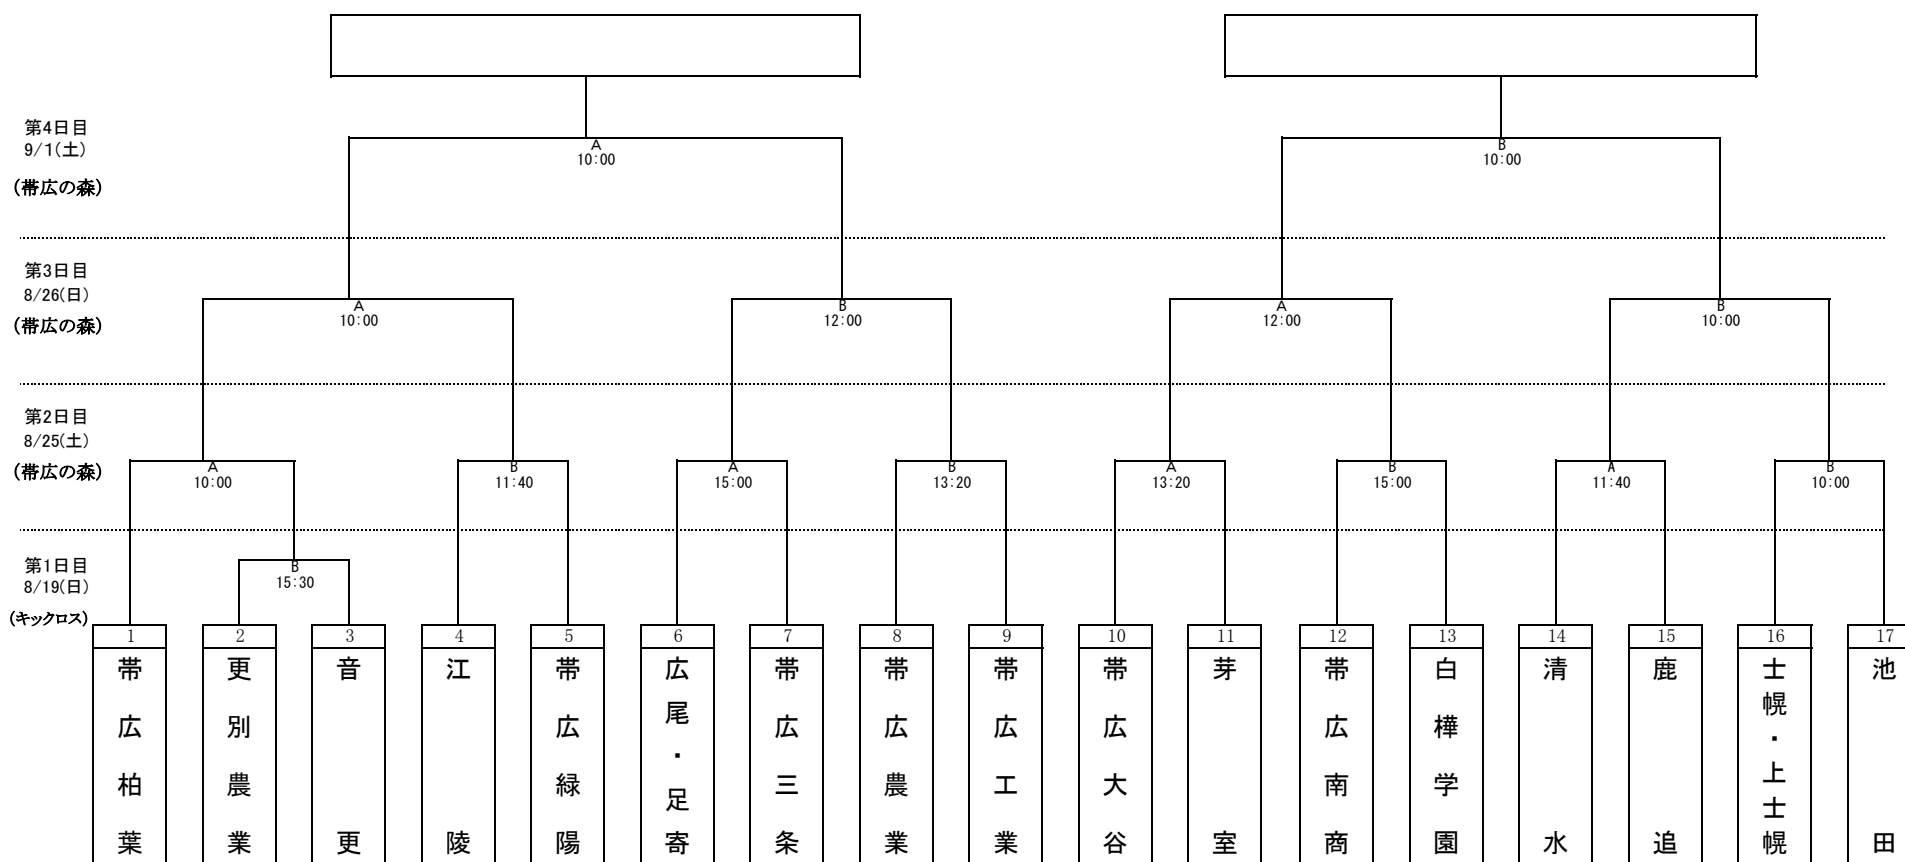 第4日目
9/1(土)
(帯広の森)
A
10:00
B
10:00
第3日目
8/26(日)
(帯広の森)
A
10:00
B
12:00
A
12:00
B
10:00
第2日目
8/25(土)
(帯広の森)
A
10:00
B
11:40
A
15:00
B
13:20
A
13:20
B
15:00
A
11:40
B
10:00
第1日目
8/19(日)
(キックロス)
B
15:30
1
帯広柏葉
2
更別農業
3
音更
4
江陵
5
帯広緑陽
6
広尾・足寄
7
帯広三条
8
帯広農業
9
帯広工業
10
帯広大谷
11
芽室
12
帯広南商
13
白樺学園
14
清水
15
鹿追
16
士幌・上士幌
17
池田